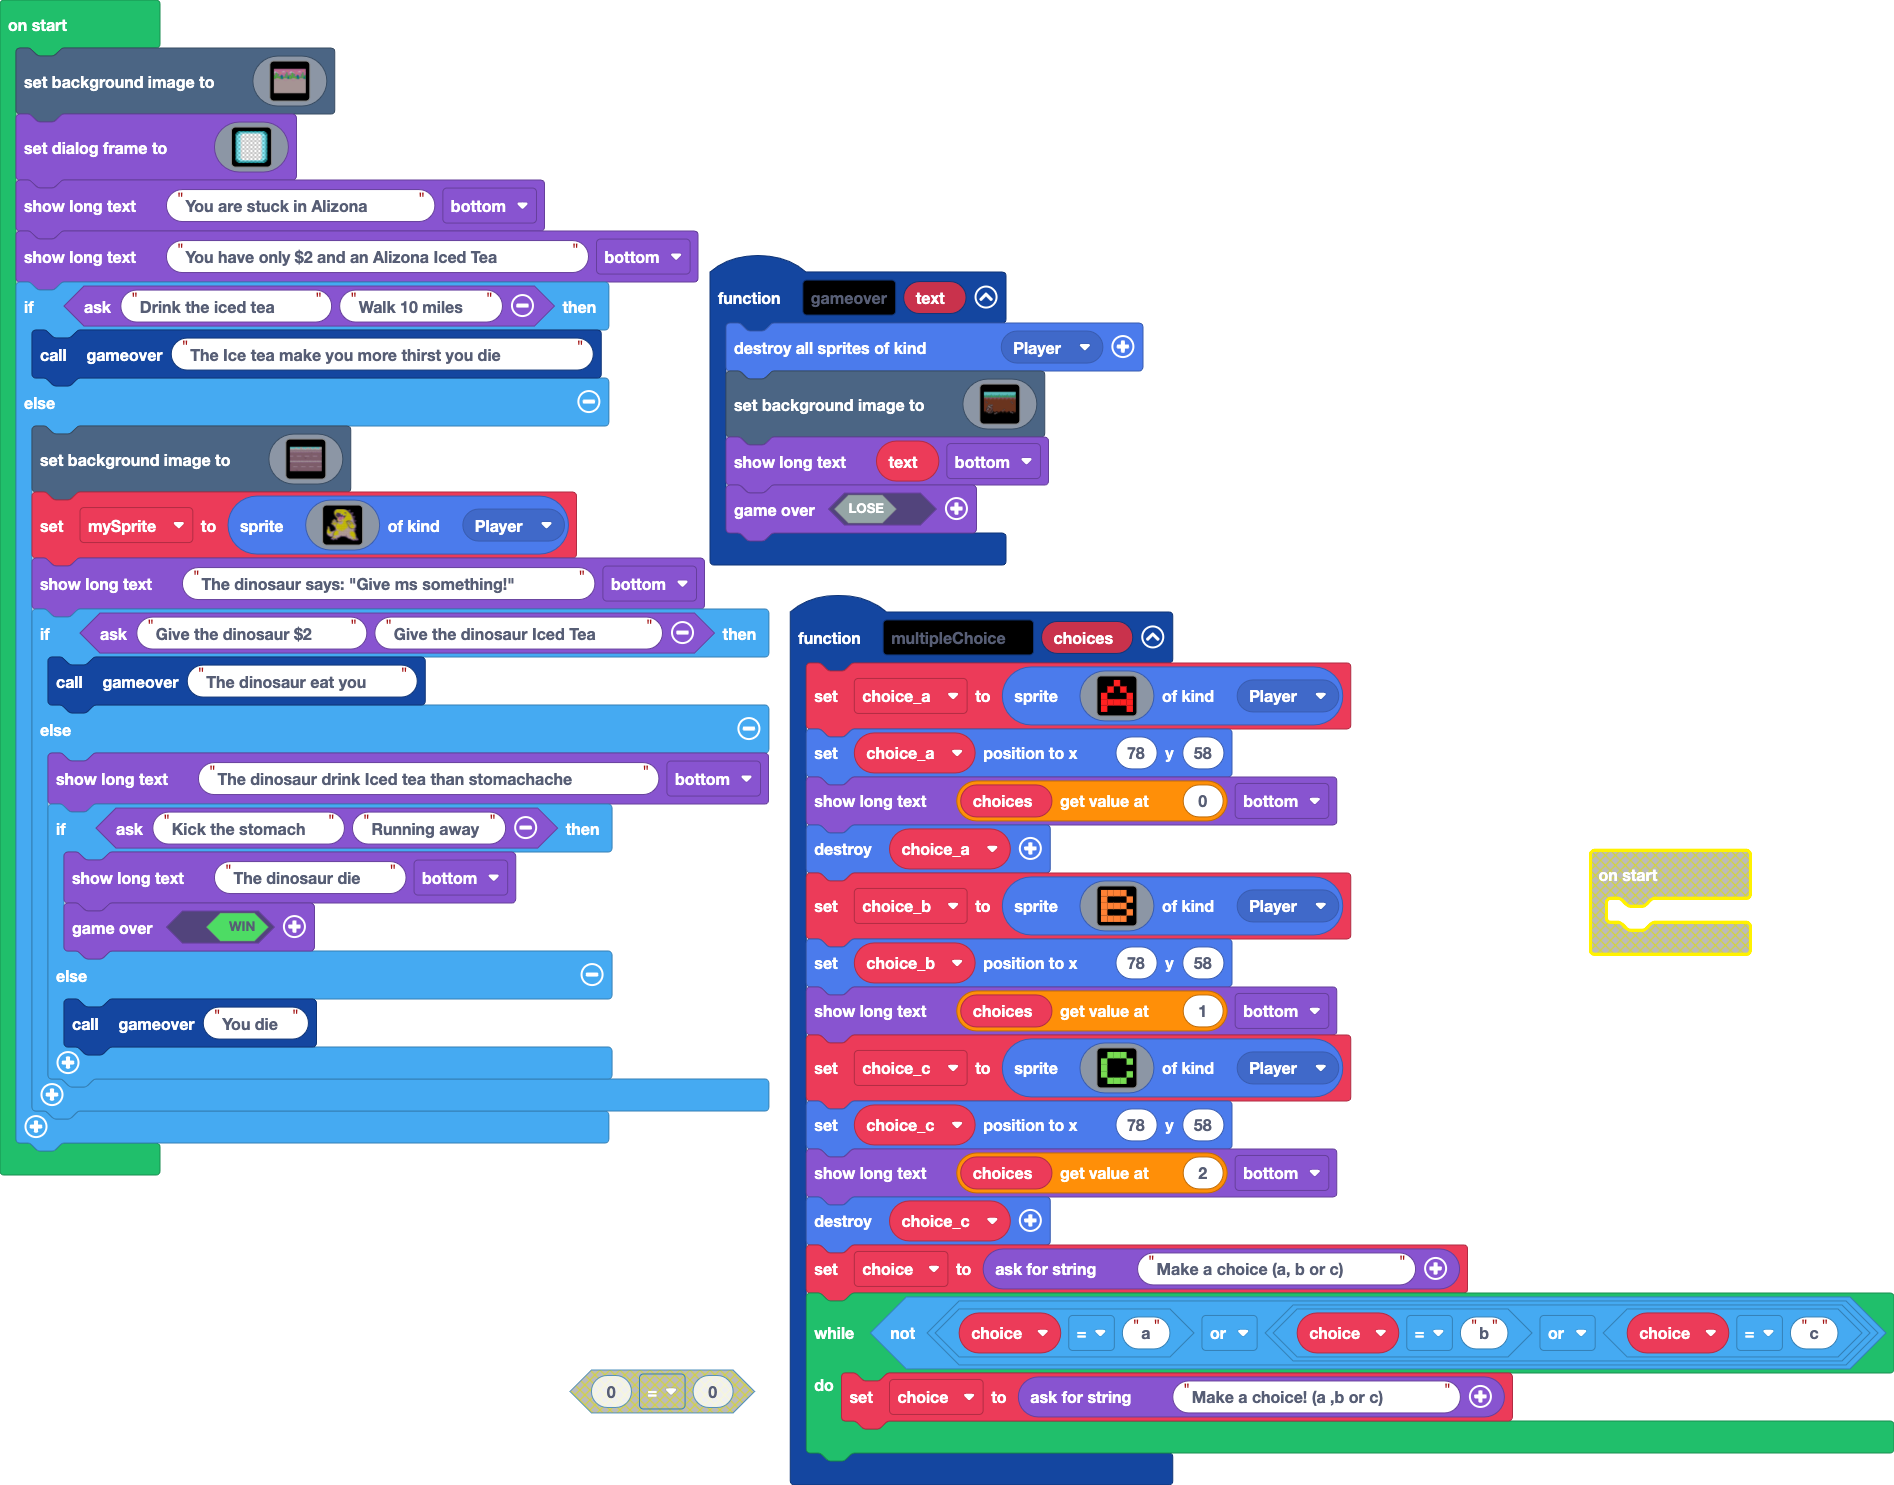 on start
set background image to
set dialog frame to
show long text "You are stuck in Alizona" bottom
show long text "You have only $2 and an Alizona Iced Tea" bottom
if ask "Drink the iced tea" "Walk 10 miles" then
call gameover "The Ice tea make you more thirst you die"
else
set background image to
set mySprite to sprite of kind Player
show long text "The dinosaur says: "Give ms something!"" bottom
if ask "Give the dinosaur $2" "Give the dinosaur Iced Tea" then
call gameover "The dinosaur eat you"
else
show long text "The dinosaur drink Iced tea than stomachache" bottom
if ask "Kick the stomach" "Running away" then
show long text "The dinosaur die" bottom
game over WIN
else
call gameover "You die"
function gameover text
destroy all sprites of kind Player
set background image to
show long text text bottom
game over LOSE
function multipleChoice choices
set choice_a to sprite A of kind Player
set choice_a position to x 78 y 58
show long text choices get value at 0 bottom
destroy choice_a
set choice_b to sprite B of kind Player
set choice_b position to x 78 y 58
show long text choices get value at 1 bottom
set choice_c to sprite C of kind Player
set choice_c position to x 78 y 58
show long text choices get value at 2 bottom
destroy choice_c
set choice to ask for string "Make a choice (a, b or c)"
while not choice = "a" or choice = "b" or choice = "c"
do set choice to ask for string "Make a choice! (a ,b or c)"
on start
0 = 0